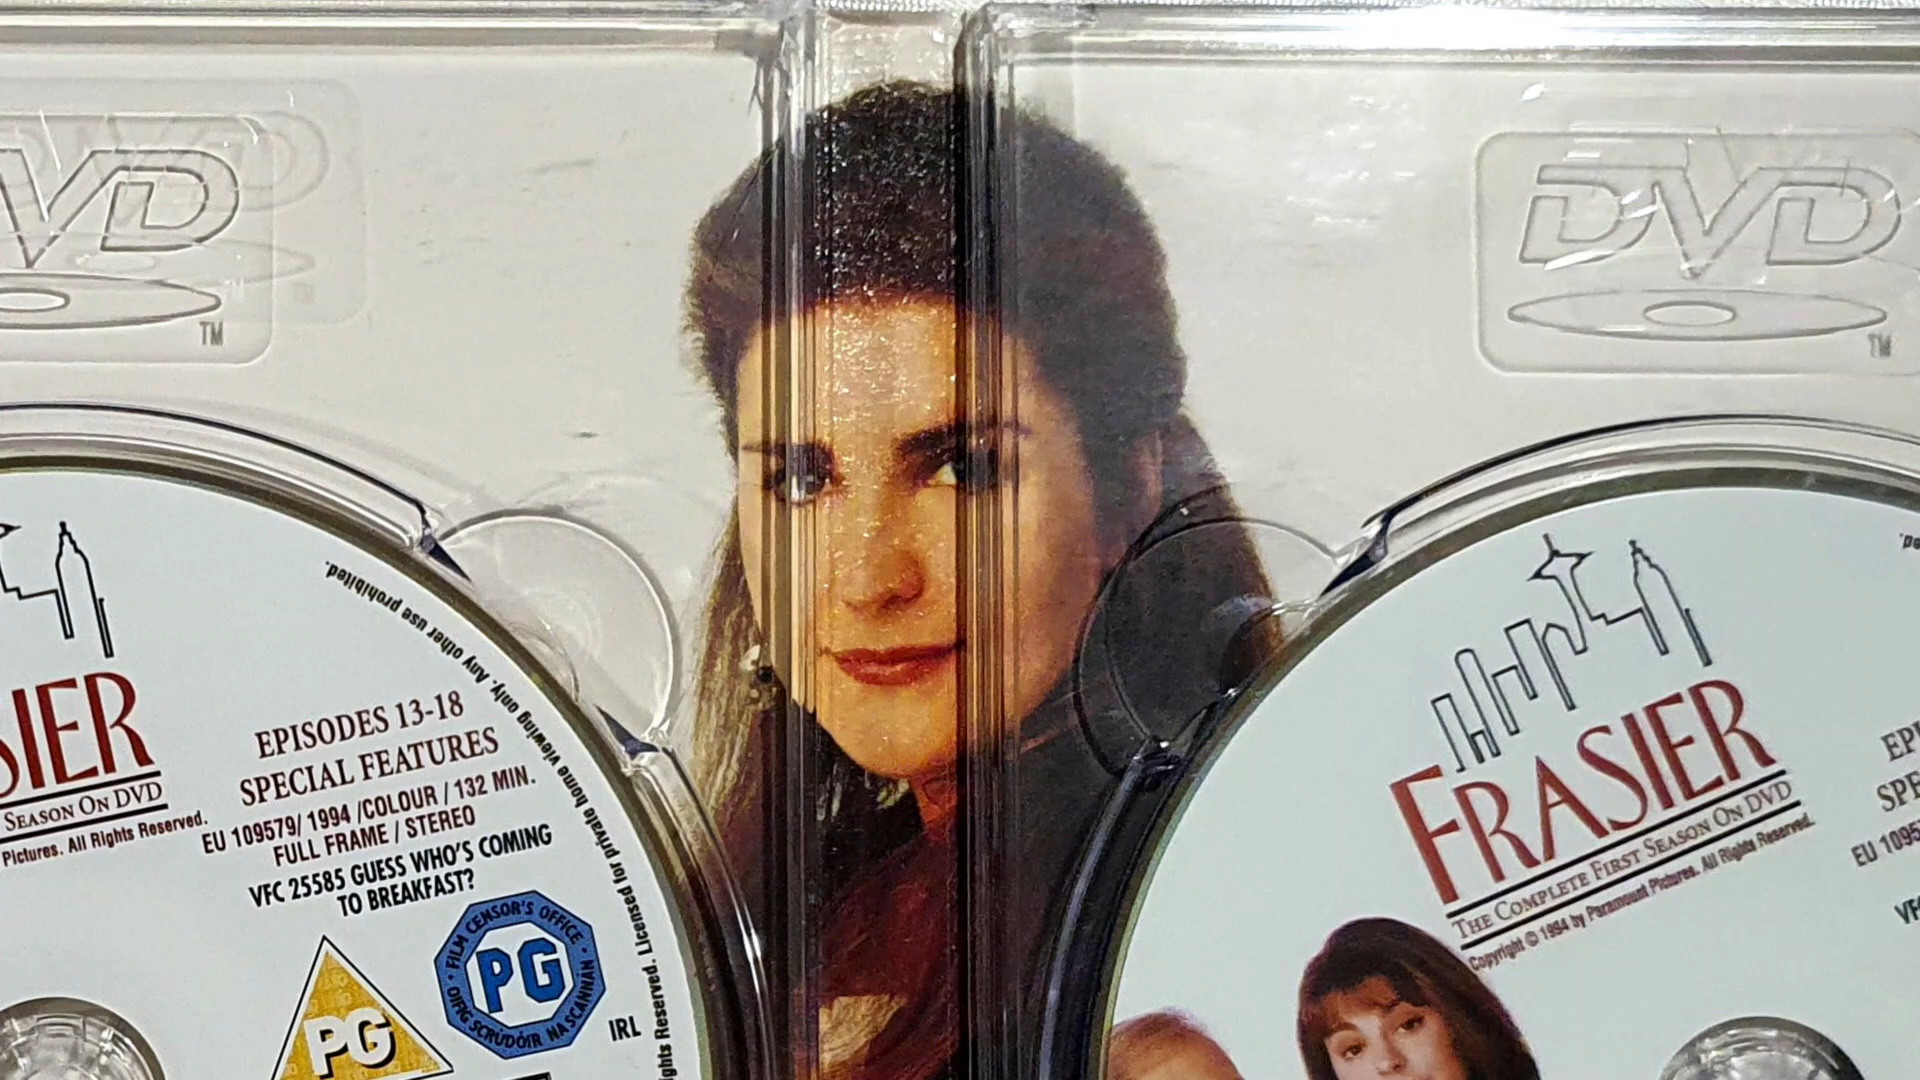 DVD
TM
DVD
TM
SIER
SEASON ON DVD
Pictures. All Rights Reserved.
EPISODES 13-18
SPECIAL FEATURES
EU 109579/ 1994 /COLOUR / 132 MIN.
FULL FRAME / STEREO
VFC 25585 GUESS WHO'S COMING
TO BREAKFAST?
PG
FILM CENSOR'S OFFICE
PG
OIFIG SCRÚDÓIR NA SCANNÁN
IRL
ghts Reserved. Licensed for private home viewing only. Any other use prohibited.
FRASIER
THE COMPLETE FIRST SEASON ON DVD
Copyright © 1994 by Paramount Pictures. All Rights Reserved.
EPI
SPE
EU 1095
VF